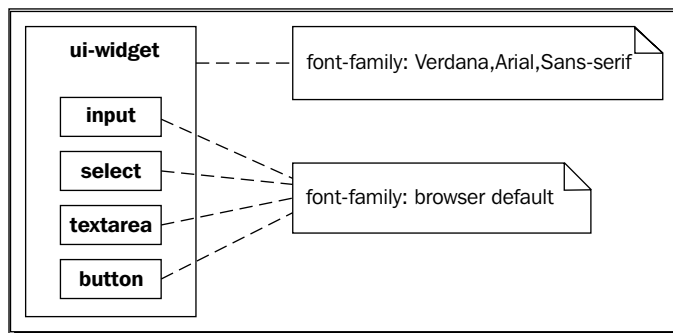 ui-widget
font-family: Verdana,Arial,Sans-serif
input
select
textarea
button
font-family: browser default